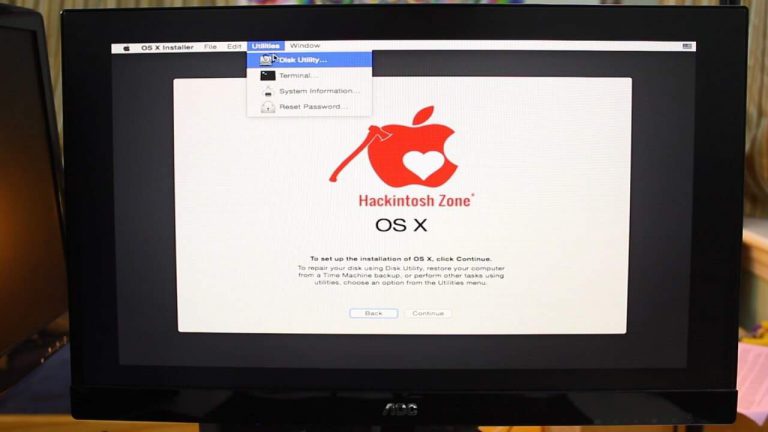 OS X Installer File Edit Utilities Window
Disk Utility...
Terminal...
System Information...
Reset Password...
Hackintosh Zone
OS X
To set up the installation of OS X, click Continue.
To repair your disk using Disk Utility, restore your computer
from a Time Machine backup, or perform other tasks using
utilities, choose an option from the Utilities menu.
Back Continue
AOC